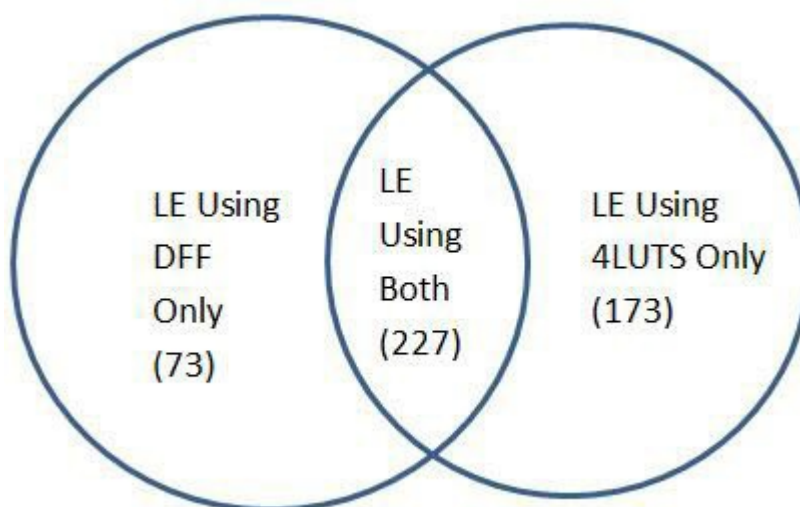 LE Using
DFF
Only
(73)
LE
Using
Both
(227)
LE Using
4LUTS Only
(173)